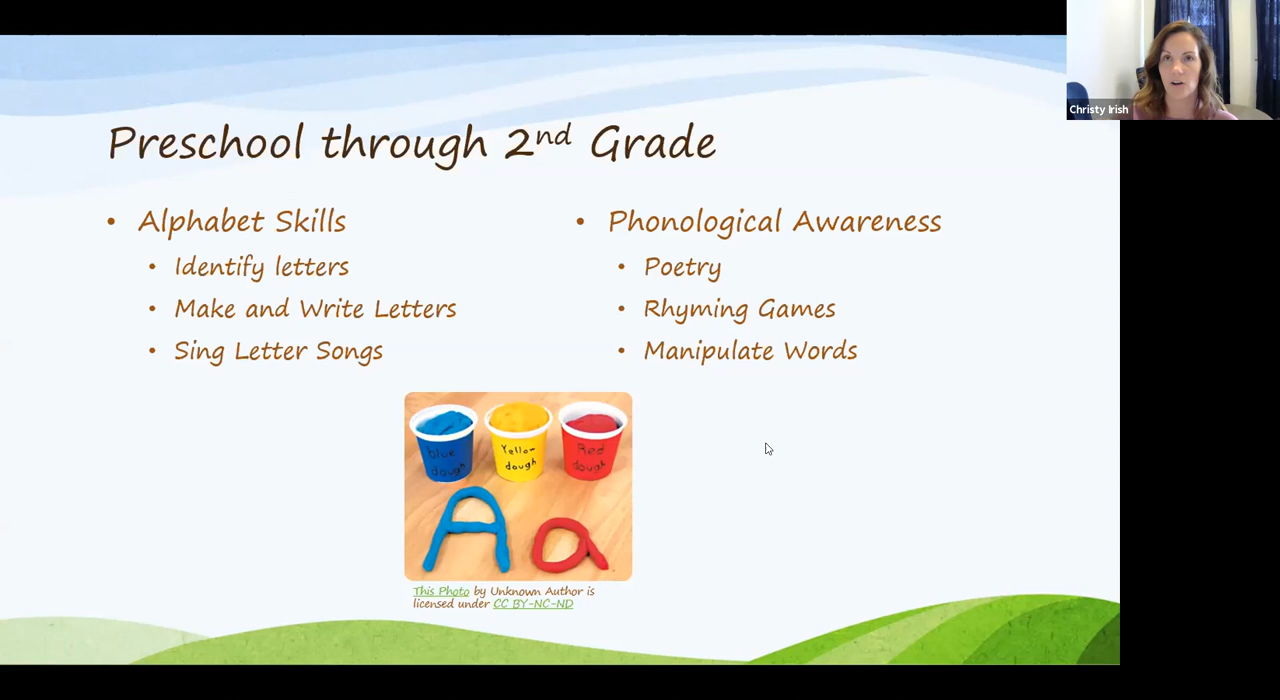 Christy Irish
Preschool through 2nd Grade
• Alphabet Skills
• Identify letters
• Make and Write Letters
• Sing Letter Songs
• Phonological Awareness
• Poetry
• Rhyming Games
• Manipulate Words
blue
dough
Yellow
dough
Red
dough
A a
This Photo by Unknown Author is
licensed under CC BY-NC-ND